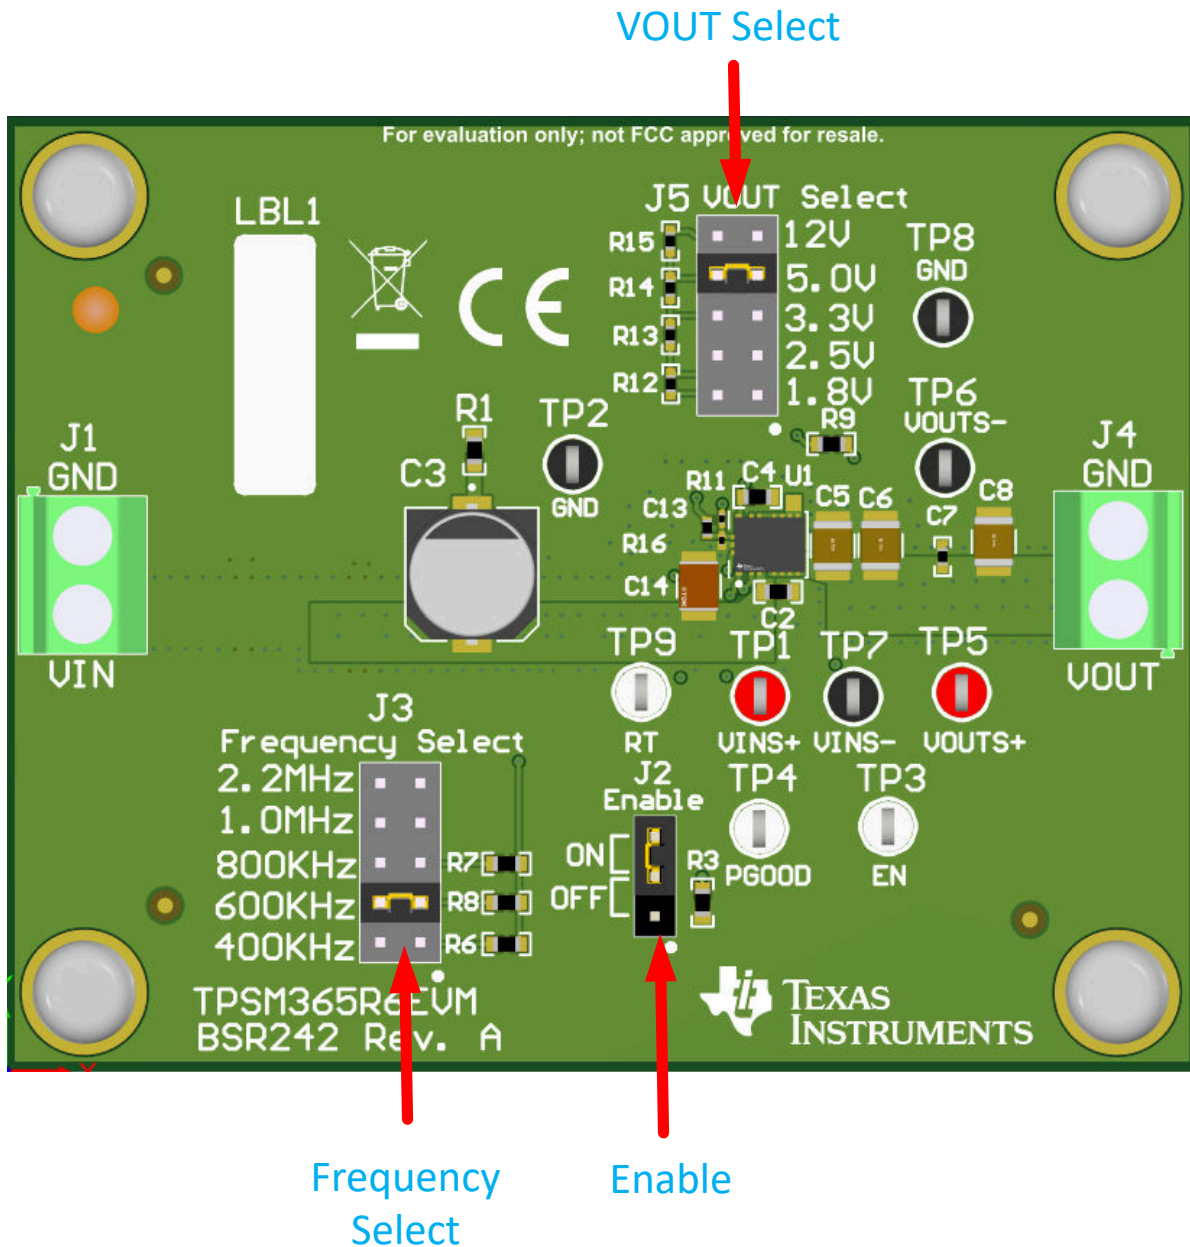 VOUT Select
For evaluation only; not FCC approved for resale.
J5 VOUT Select
LBL1
R15
12V
TP8
GND
R14
5.0V
R13
3.3V
2.5V
R12
1.8V
TP6
VOUTS-
R1
TP2
R9
J1
GND
J4
GND
C3
GND
R11
C4
U1
C13
C5
C6
C7
C8
R16
C14
C2
VIN
TP9
TP1
TP7
TP5
VOUT
RT
VINS+
VINS-
VOUTS+
J3
Frequency Select
2.2MHz
1.0MHz
800KHz
R7
600KHz
R8
400KHz
R6
J2
Enable
ON
OFF
R3
TP4
PGOOD
TP3
EN
TPSM365R6EVM
BSR242 Rev. A
TEXAS
INSTRUMENTS
Frequency
Select
Enable